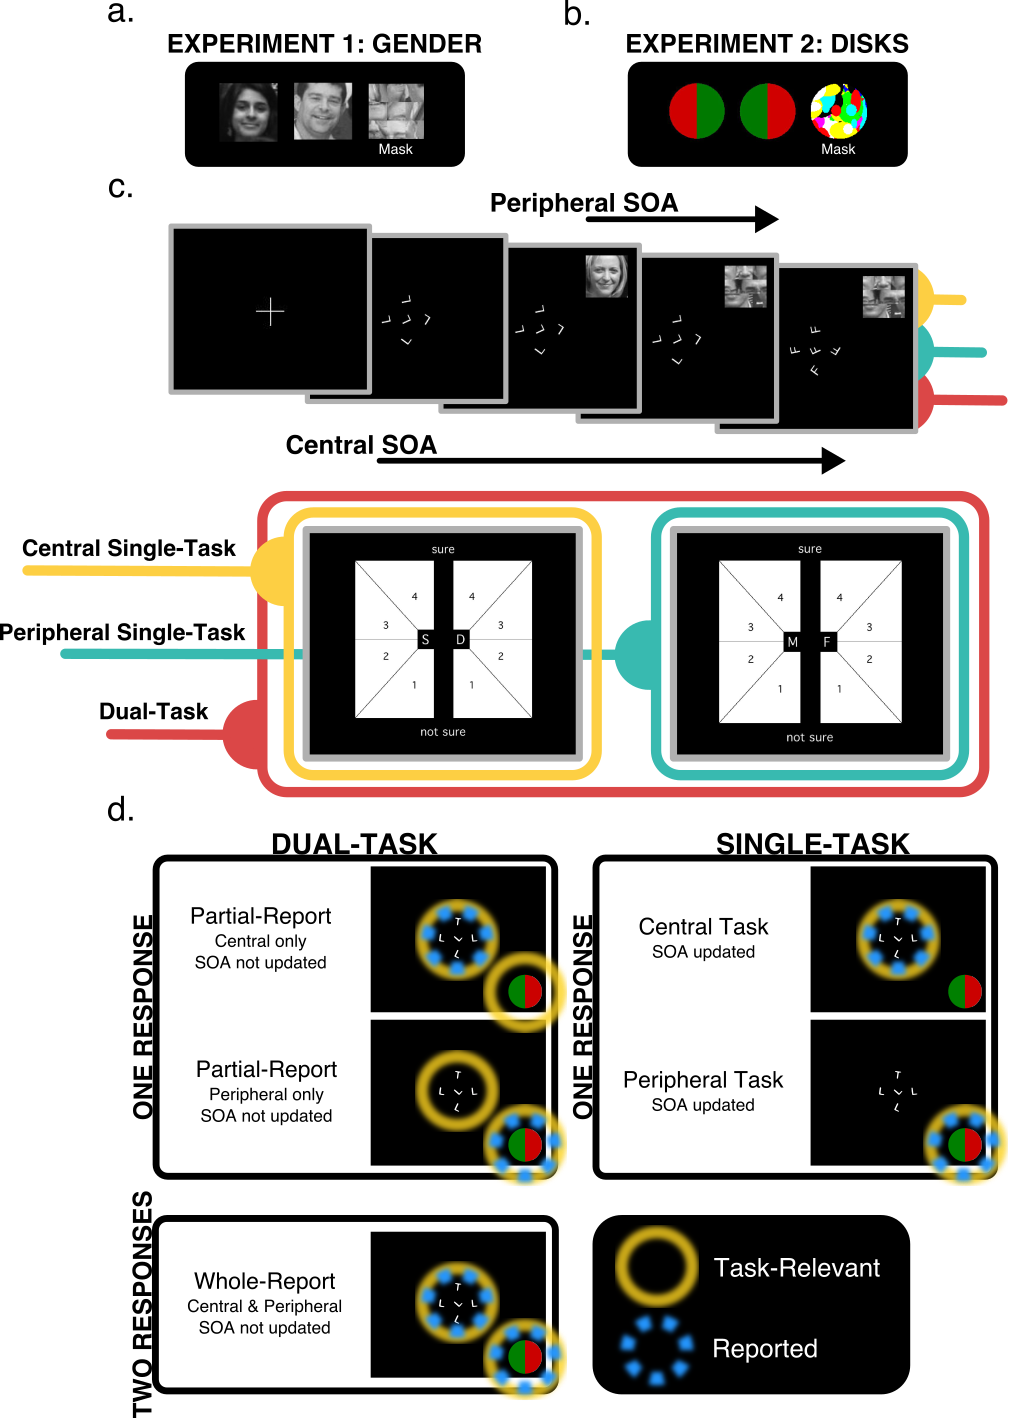 a.
b.
EXPERIMENT 1: GENDER
EXPERIMENT 2: DISKS
Mask
Mask
c.
Peripheral SOA
Central SOA
Central Single-Task
Peripheral Single-Task
Dual-Task
sure
4 4
3 3
S D
2 2
1 1
not sure
sure
4 4
3 3
M F
2 2
1 1
not sure
d.
DUAL-TASK
SINGLE-TASK
ONE RESPONSE
Partial-Report
Central only
SOA not updated
T
L L L
L
Partial-Report
Peripheral only
SOA not updated
T
L L L
L
ONE RESPONSE
Central Task
SOA updated
T
L L L
L
Peripheral Task
SOA updated
T
L L L
L
TWO RESPONSES
Whole-Report
Central & Peripheral
SOA not updated
T
L L L
L
Task-Relevant
Reported